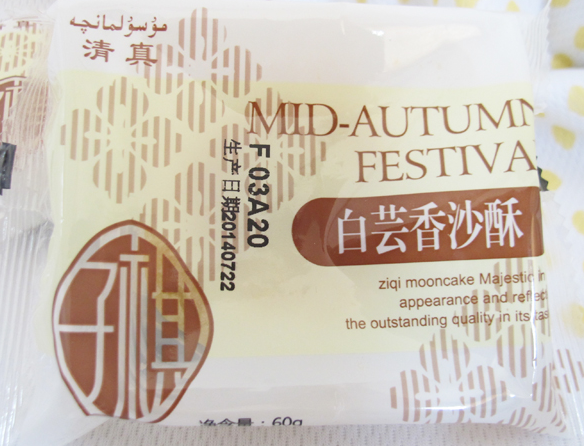 مۇسۇلمانچە
清真
MID-AUTUMN
FESTIVA
F 03A20
生产日期20140722
白芸香沙酥
ziqi mooncake Majestic in
appearance and reflec
the outstanding quality in its tas
子祺
净含量：60g